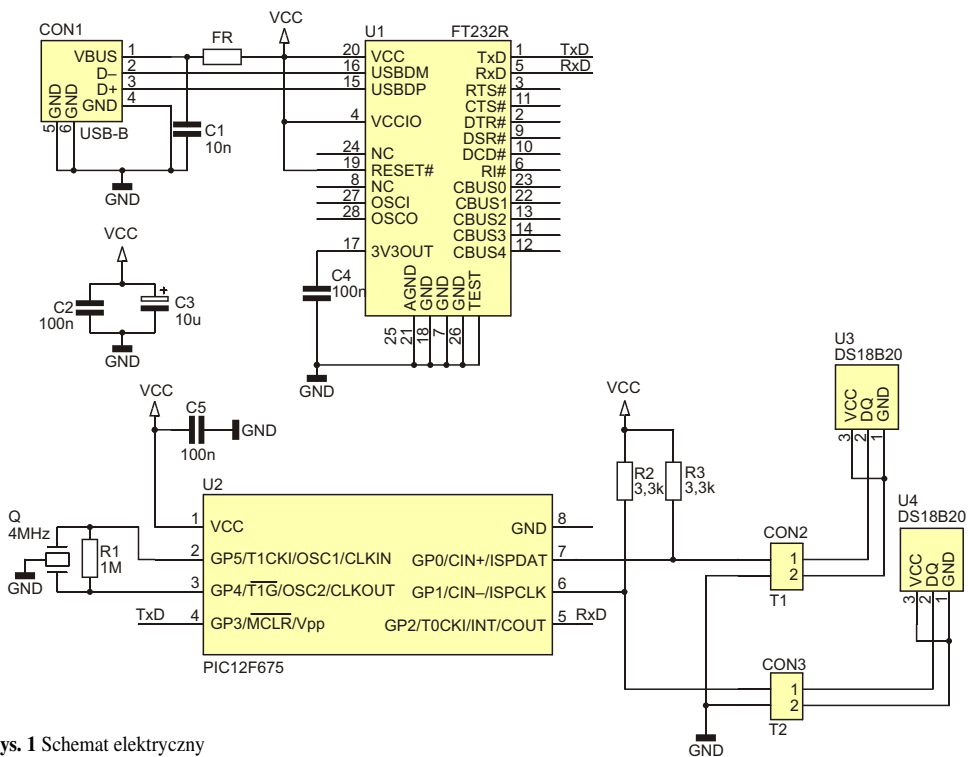 CON1
VBUS 1
D– 2
D+ 3
GND 4
GND 5
GND 6
USB-B
FR
VCC
C1
10n
GND
U1 FT232R
20 VCC
16 USBDM
15 USBDP
4 VCCIO
24 NC
19 RESET#
8 NC
27 OSCI
28 OSCO
17 3V3OUT
TxD 1 TxD
RxD 5 RxD
RTS# 3
CTS# 11
DTR# 2
DSR# 9
DCD# 10
RI# 6
CBUS0 23
CBUS1 22
CBUS2 13
CBUS3 14
CBUS4 12
AGND
GND
GND
GND
TEST
25
21
18
7
26
C4
100n
GND
VCC
C2
100n
+
C3
10u
GND
VCC
C5
100n
GND
U2
1 VCC
2 GP5/T1CKI/OSC1/CLKIN
3 GP4/T1G/OSC2/CLKOUT
TxD 4 GP3/MCLR/Vpp
GND 8
GP0/CIN+/ISPDAT 7
GP1/CIN–/ISPCLK 6
GP2/T0CKI/INT/COUT 5 RxD
PIC12F675
Q
4MHz
R1
1M
GND
VCC
R2
3,3k
R3
3,3k
U3
DS18B20
VCC
DQ
GND
3
2
1
U4
DS18B20
VCC
DQ
GND
3
2
1
CON2
1
2
T1
CON3
1
2
T2
GND
ys. 1 Schemat elektryczny